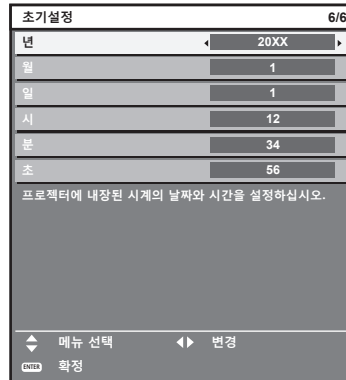 초기설정 6/6
년 20XX
월 1
일 1
시 12
분 34
초 56
프로젝터에 내장된 시계의 날짜와 시간을 설정하십시오.
메뉴 선택 변경
ENTER 확정